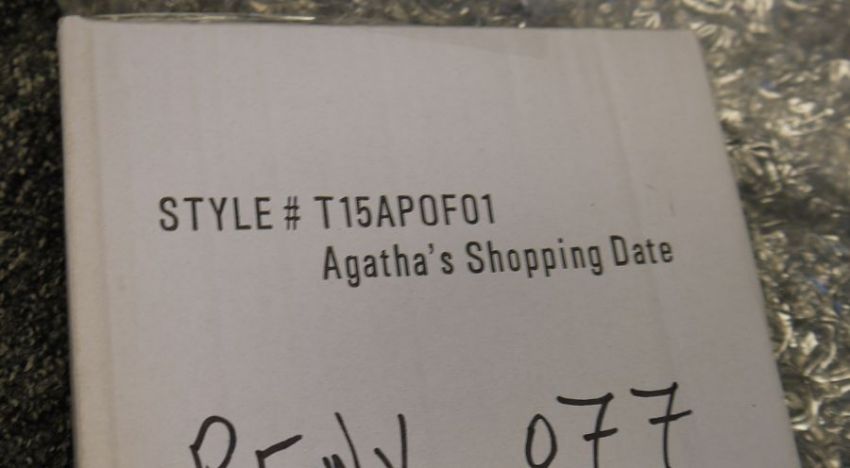 STYLE # T15APOF01
Agatha's Shopping Date
077